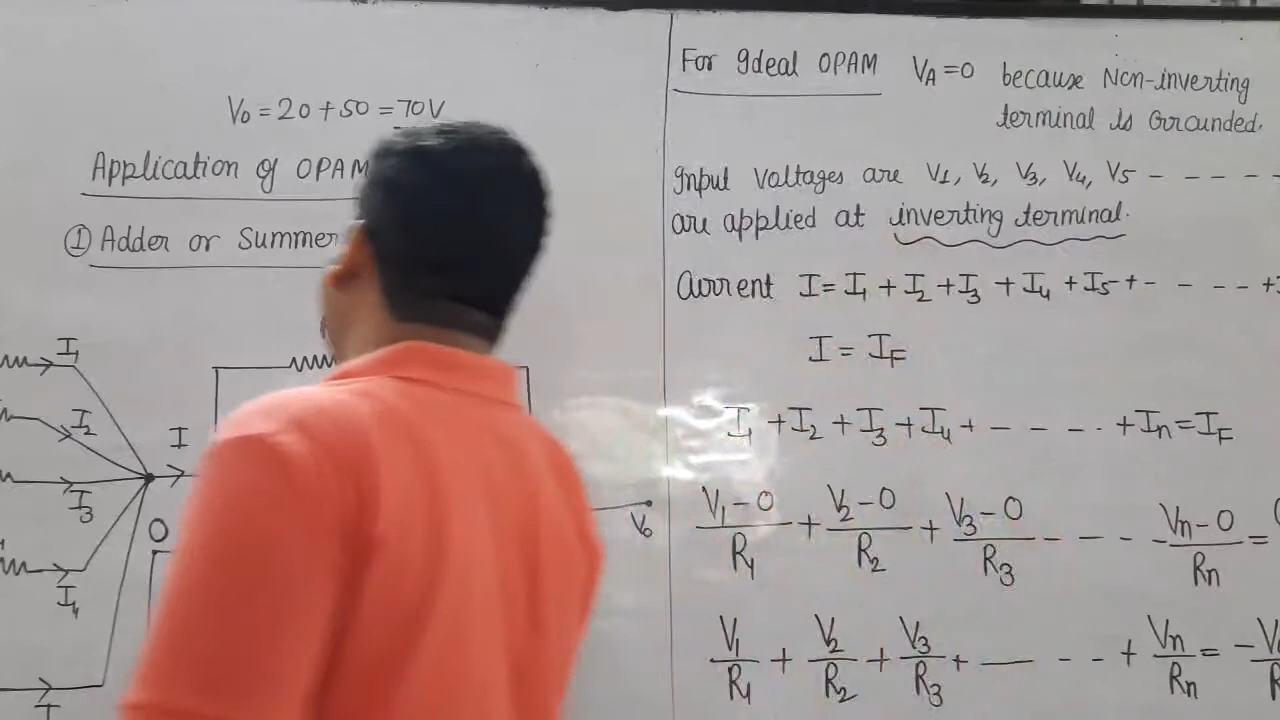 V₀ = 20 + 50 = 70V
Application of OPAM
① Adder or Summer
I₁
I₂
I
I₃
0
V₀
I₄
For Ideal OPAM V_A = 0 because Non-inverting
terminal is Grounded.
Input voltages are V₁, V₂, V₃, V₄, V₅ - - - - -
are applied at inverting terminal.
Current I = I₁ + I₂ + I₃ + I₄ + I₅ + - - - - - +
I = I_F
I₁ + I₂ + I₃ + I₄ + - - - - + Iₙ = I_F
(V₁ - 0)/R₁ + (V₂ - 0)/R₂ + (V₃ - 0)/R₃ - - - - (Vₙ - 0)/Rₙ =
V₁/R₁ + V₂/R₂ + V₃/R₃ + - - - + Vₙ/Rₙ = -V